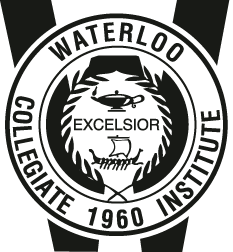 WATERLOO
COLLEGIATE 1960 INSTITUTE
EXCELSIOR